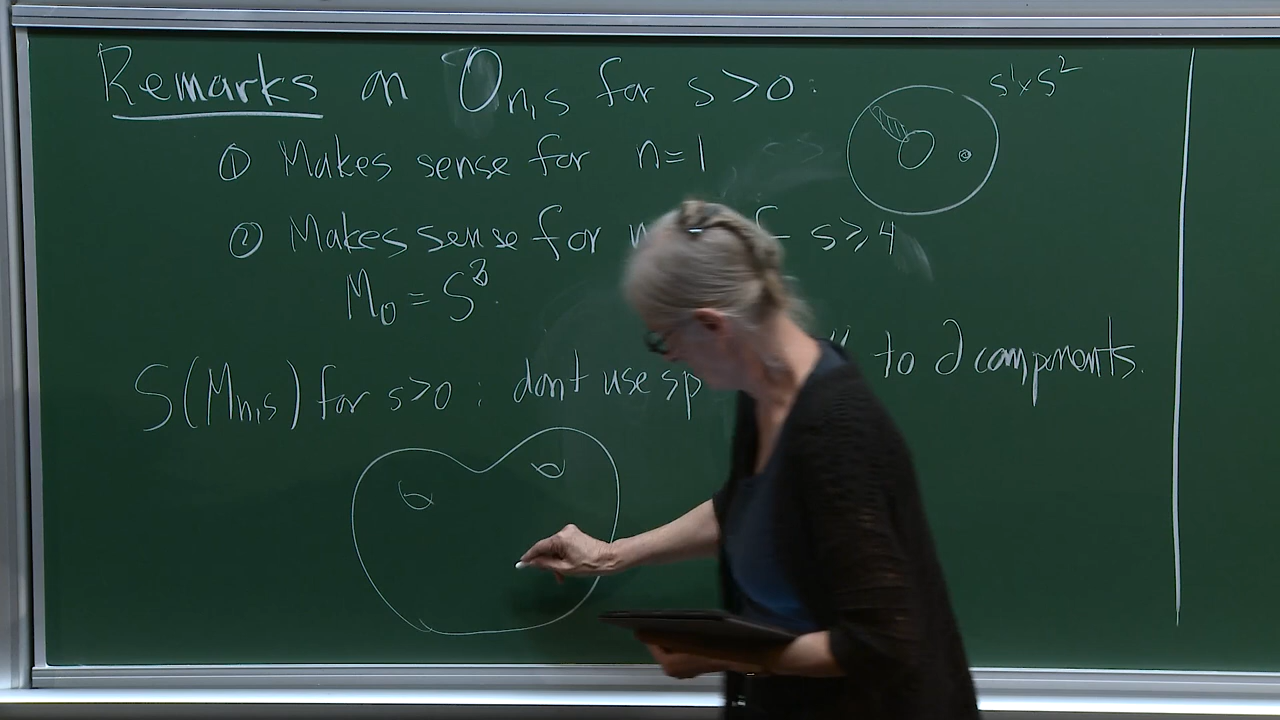 Remarks on O_{n,s} for s>0:
S^1×S^2
① Makes sense for n=1
② Makes sense for s⩾4
M_0 = S^3.
S(M_{n,s}) for s>0 : dont use to ∂ components.